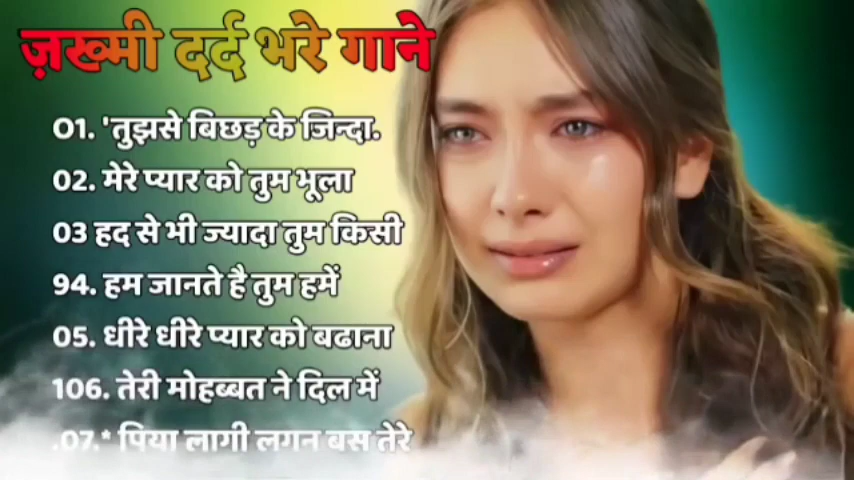 ज़ख्मी दर्द भरे गाने
01. 'तुझसे बिछड़ के जिन्दा.
02. मेरे प्यार को तुम भूला
03 हद से भी ज्यादा तुम किसी
94. हम जानते है तुम हमें
05. धीरे धीरे प्यार को बढाना
106. तेरी मोहब्बत ने दिल में
.07.* पिया लागी लगन बस तेरे